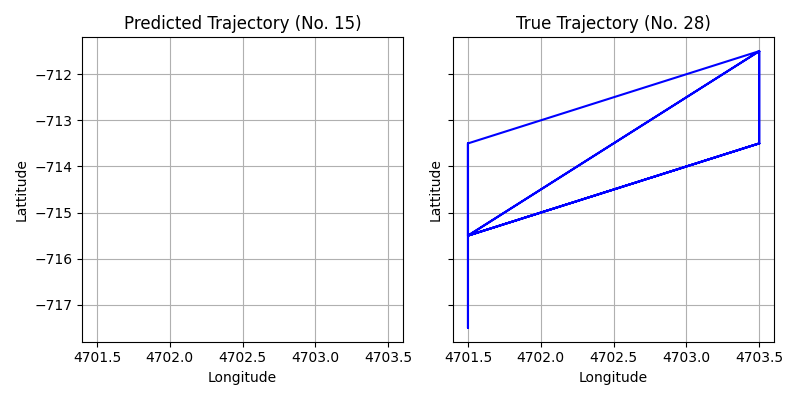 Predicted Trajectory (No. 15)
−712
−713
−714
−715
−716
−717
Lattitude
4701.5 4702.0 4702.5 4703.0 4703.5
Longitude
True Trajectory (No. 28)
Lattitude
4701.5 4702.0 4702.5 4703.0 4703.5
Longitude